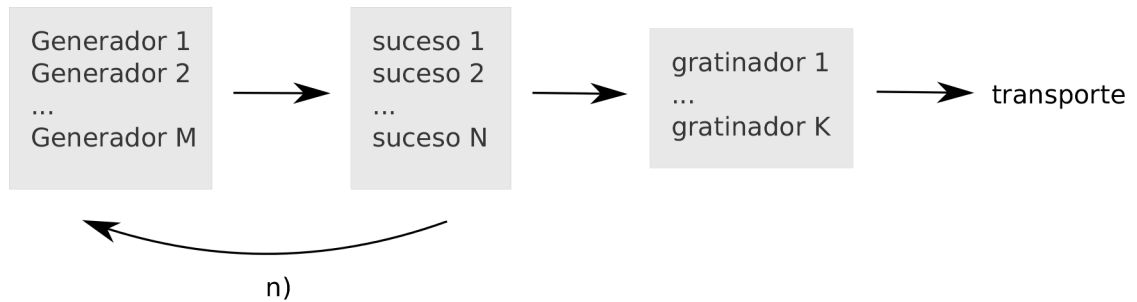 Generador 1
Generador 2
...
Generador M
suceso 1
suceso 2
...
suceso N
gratinador 1
...
gratinador K
transporte
n)